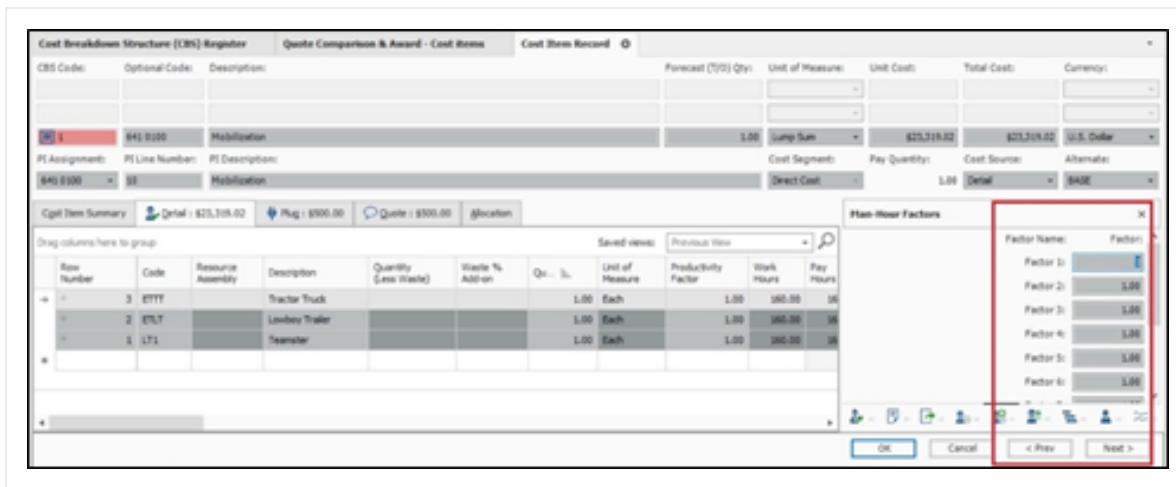 Cost Breakdown Structure (CBS) Register Quote Comparison & Award - Cost Items Cost Item Record
CBS Code: Optional Code: Description: Forecast (T/O) Qty: Unit of Measure: Unit Cost: Total Cost: Currency:
1 641 0100 Mobilization 1.00 Lump Sum $23,319.02 $23,319.02 U.S. Dollar
PI Assignment: PI Line Number: PI Description: Cost Segment: Pay Quantity: Cost Source: Alternate:
641 0100 10 Mobilization Direct Cost 1.00 Detail BASE
Cost Item Summary Detail : $23,319.02 Plug : $500.00 Quote : $500.00 Allocation Man-Hour Factors
Drag columns here to group Saved views: Previous View Factor Name: Factor:
Row Number Code Resource Assembly Description Quantity (Less Waste) Waste % Add-on Qu... Unit of Measure Productivity Factor Work Hours Pay Hours
Factor 1:
3 ETTT Tractor Truck 1.00 Each 1.00 160.00 16
Factor 2: 1.00
2 ETLT Lowboy Trailer 1.00 Each 1.00 160.00 16
Factor 3: 1.00
1 LT1 Teamster 1.00 Each 1.00 160.00 16
Factor 4: 1.00
Factor 5: 1.00
Factor 6: 1.00
OK Cancel < Prev Next >